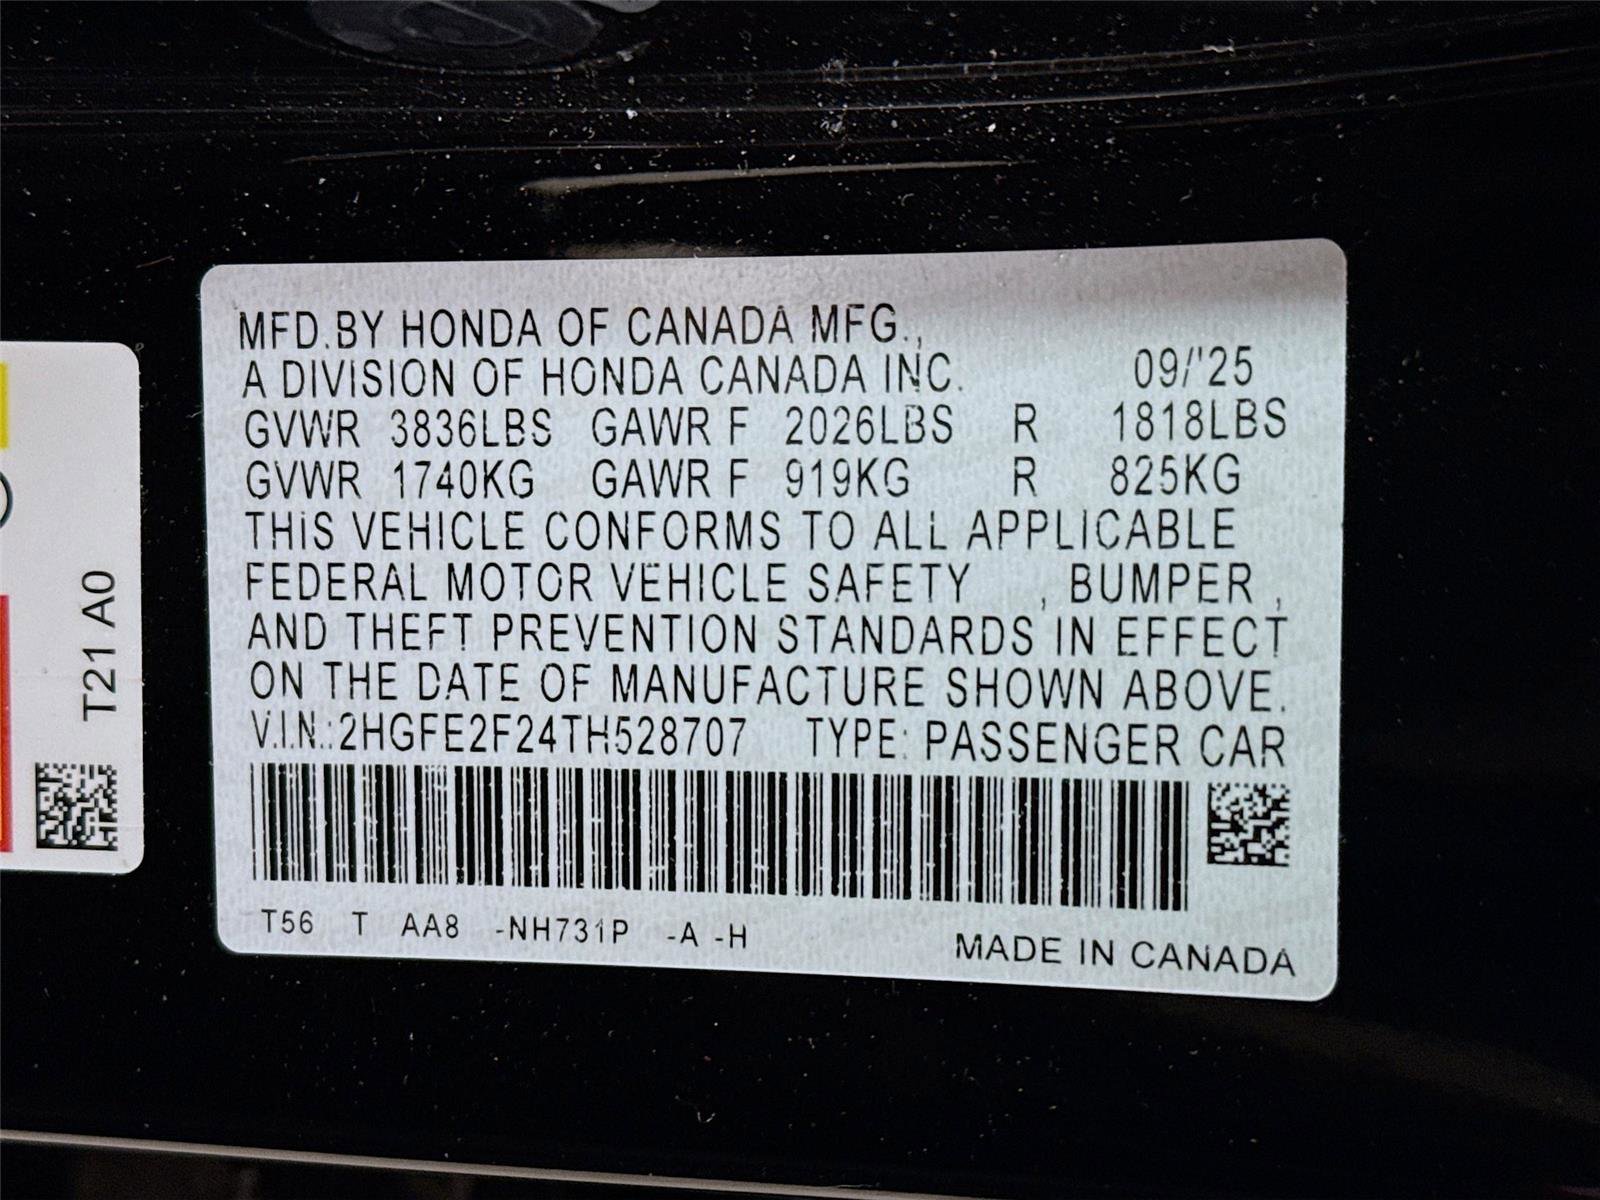 MFD.BY HONDA OF CANADA MFG.,
A DIVISION OF HONDA CANADA INC. 09/'25
GVWR 3836LBS GAWR F 2026LBS R 1818LBS
GVWR 1740KG GAWR F 919KG R 825KG
THIS VEHICLE CONFORMS TO ALL APPLICABLE
FEDERAL MOTOR VEHICLE SAFETY , BUMPER ,
AND THEFT PREVENTION STANDARDS IN EFFECT
ON THE DATE OF MANUFACTURE SHOWN ABOVE.
V.I.N.:2HGFE2F24TH528707 TYPE: PASSENGER CAR
T56 T AA8 -NH731P -A -H
MADE IN CANADA
T21 A0